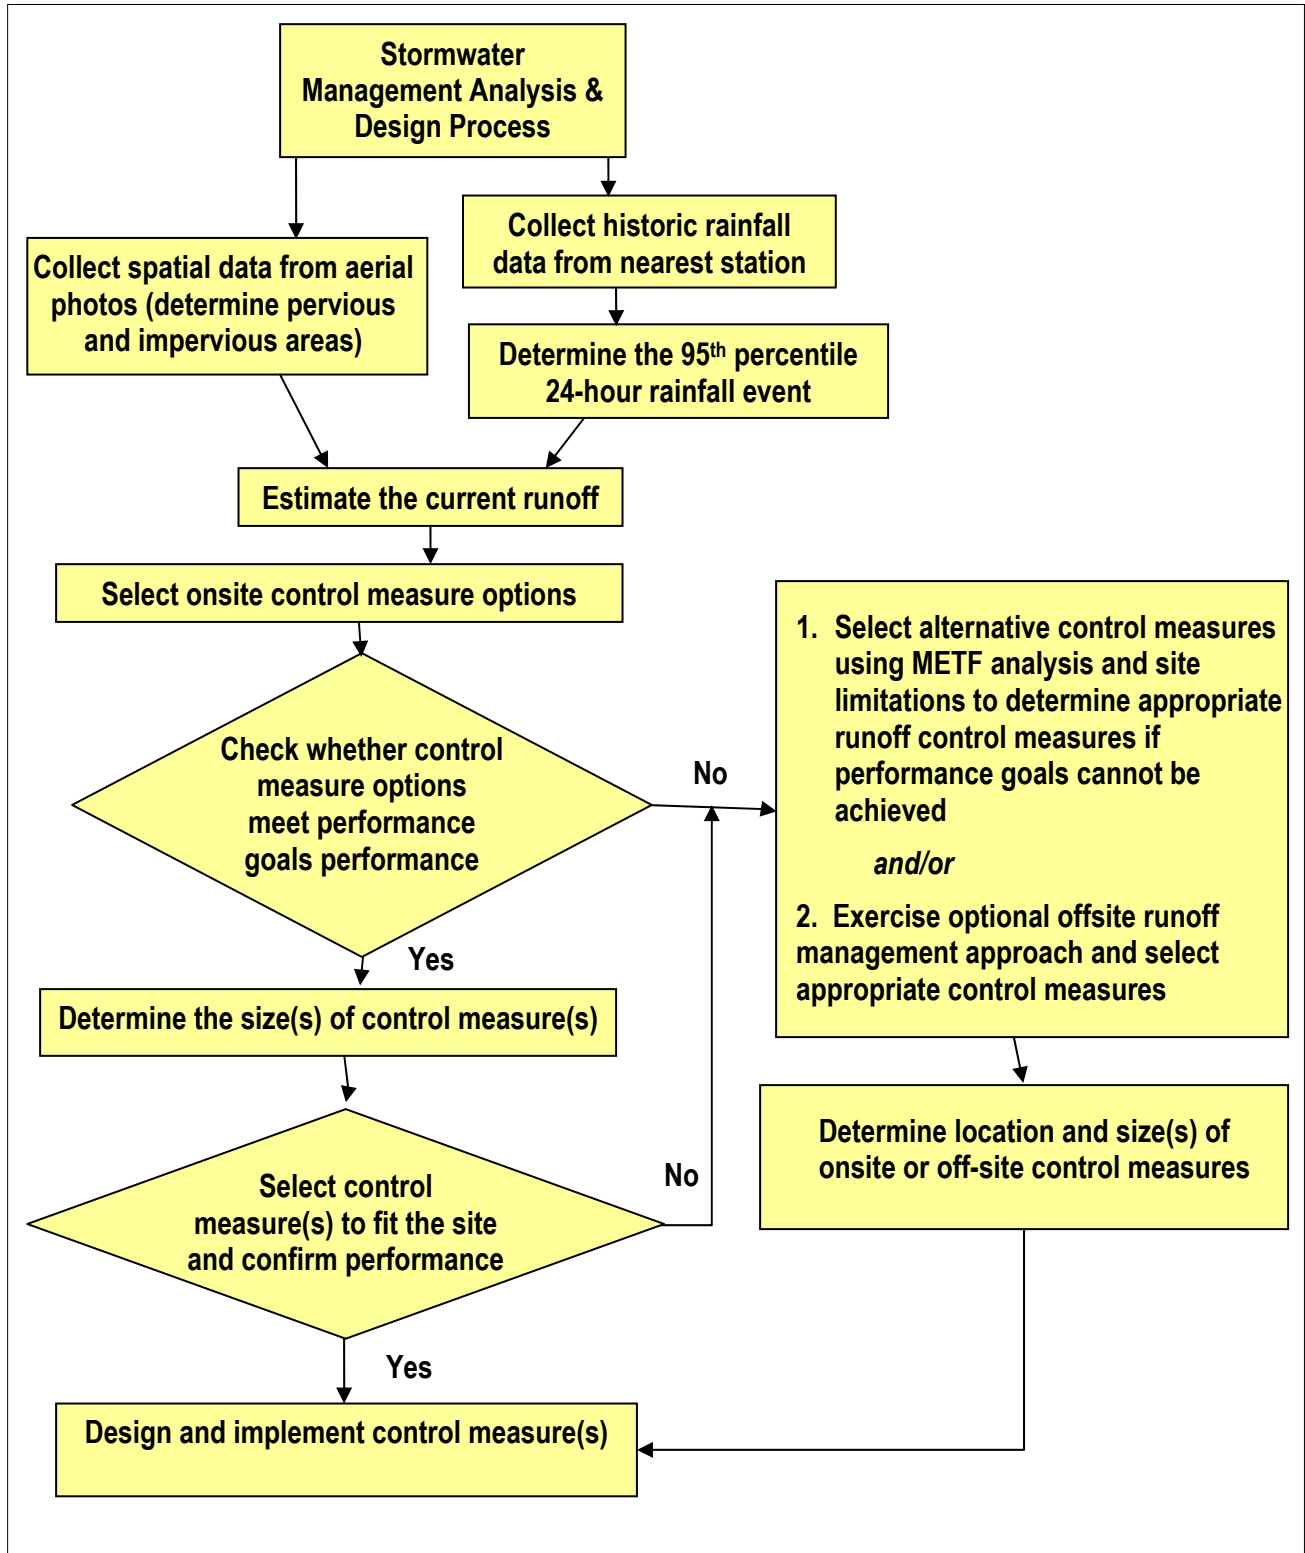 Stormwater
Management Analysis &
Design Process
Collect historic rainfall
data from nearest station
Collect spatial data from aerial
photos (determine pervious
and impervious areas)
Determine the 95th percentile
24-hour rainfall event
Estimate the current runoff
Select onsite control measure options
Check whether control
measure options
meet performance
goals performance
No
1. Select alternative control measures
using METF analysis and site
limitations to determine appropriate
runoff control measures if
performance goals cannot be
achieved
and/or
2. Exercise optional offsite runoff
management approach and select
appropriate control measures
Yes
Determine the size(s) of control measure(s)
Determine location and size(s) of
onsite or off-site control measures
Select control
measure(s) to fit the site
and confirm performance
No
Yes
Design and implement control measure(s)